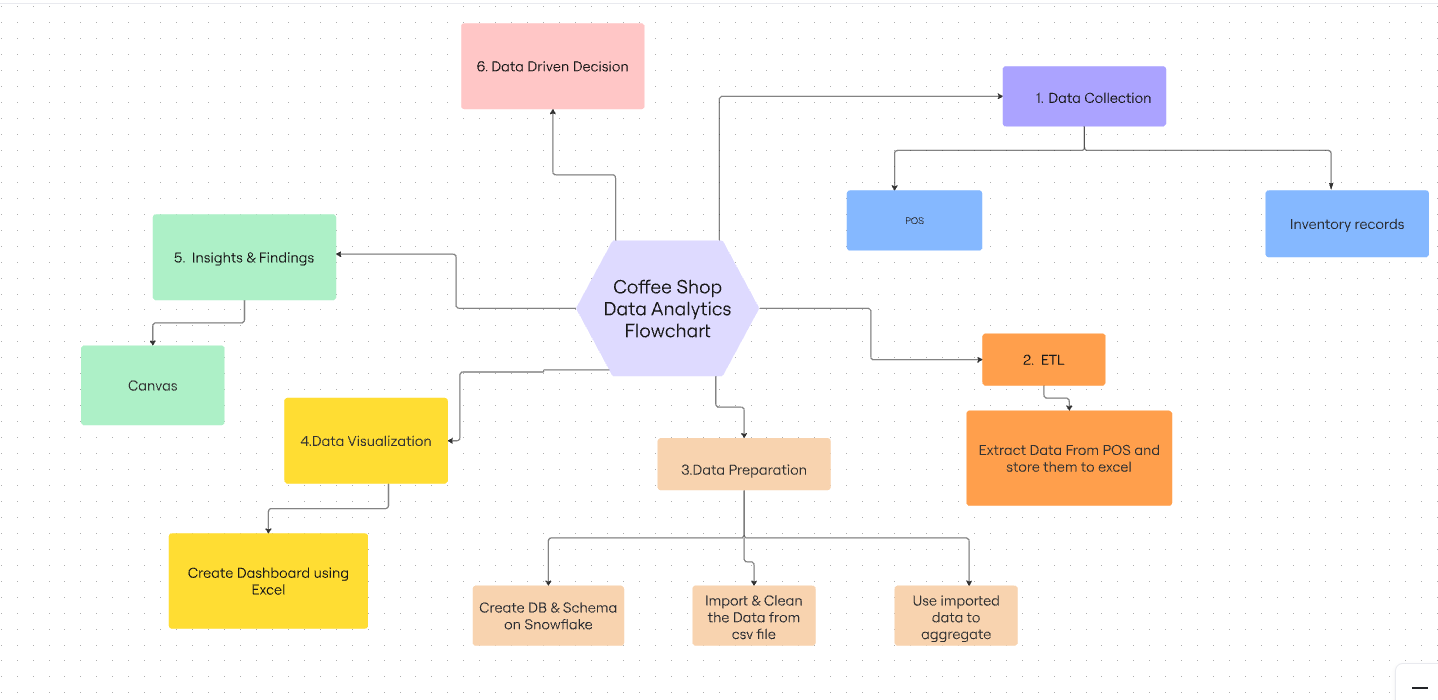 6. Data Driven Decision
1. Data Collection
POS
Inventory records
5. Insights & Findings
Coffee Shop
Data Analytics
Flowchart
2. ETL
Canvas
Extract Data From POS and
store them to excel
4.Data Visualization
3.Data Preparation
Create Dashboard using
Excel
Create DB & Schema
on Snowflake
Import & Clean
the Data from
csv file
Use imported
data to
aggregate